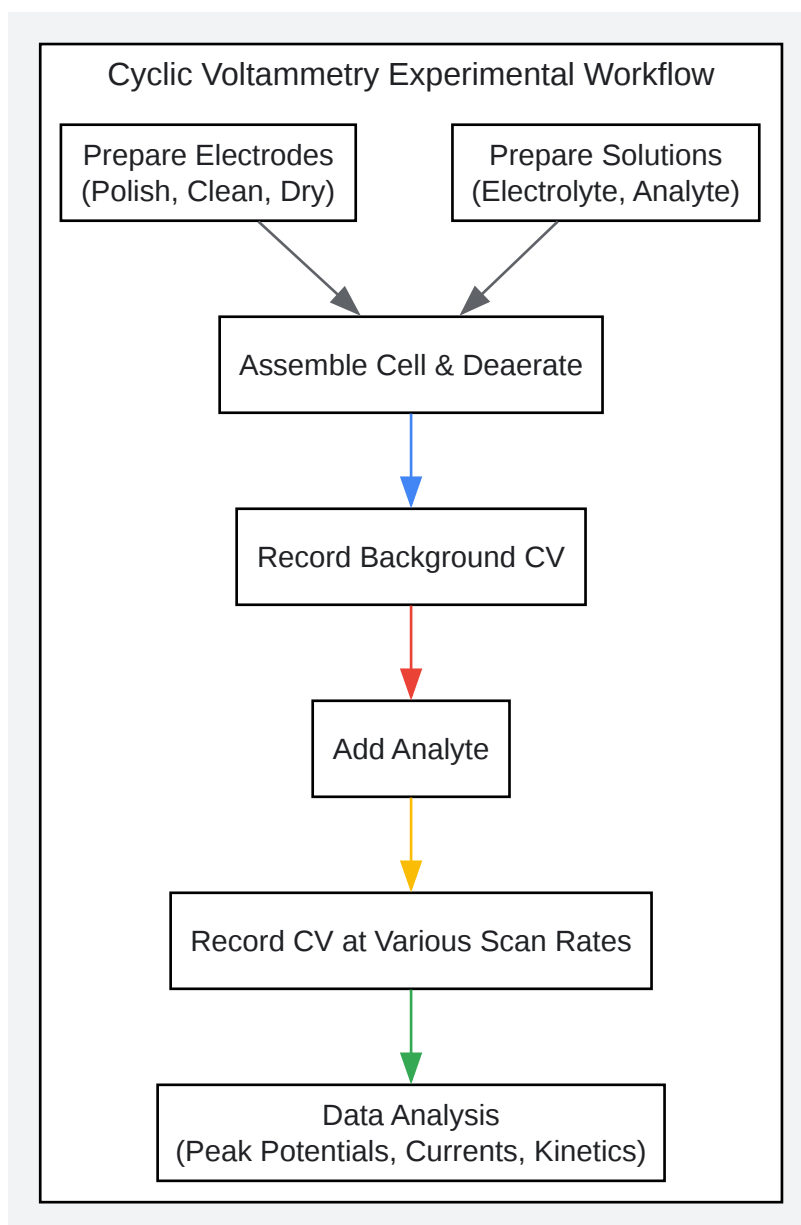 Cyclic Voltammetry Experimental Workflow
Prepare Electrodes
(Polish, Clean, Dry)
Prepare Solutions
(Electrolyte, Analyte)
Assemble Cell & Deaerate
Record Background CV
Add Analyte
Record CV at Various Scan Rates
Data Analysis
(Peak Potentials, Currents, Kinetics)